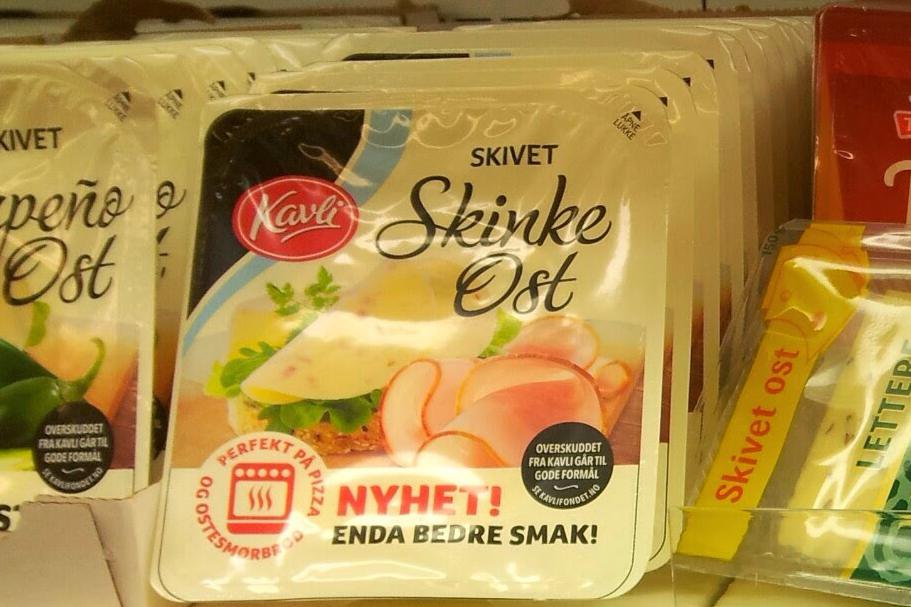 KIVET
peño
Ost
OVERSKUDDET
FRA KAVLI GÅR TIL
GODE FORMÅL
SE KAVLIFONDET.NO
ÅPNE
LUKKE
SKIVET
Kavli
Skinke
Ost
PERFEKT PÅ PIZZA
OG OSTESMØRBRØD
NYHET!
ENDA BEDRE SMAK!
OVERSKUDDET
FRA KAVLI GÅR TIL
GODE FORMÅL
SE KAVLIFONDET.NO
150
Skivet ost
LETTERE